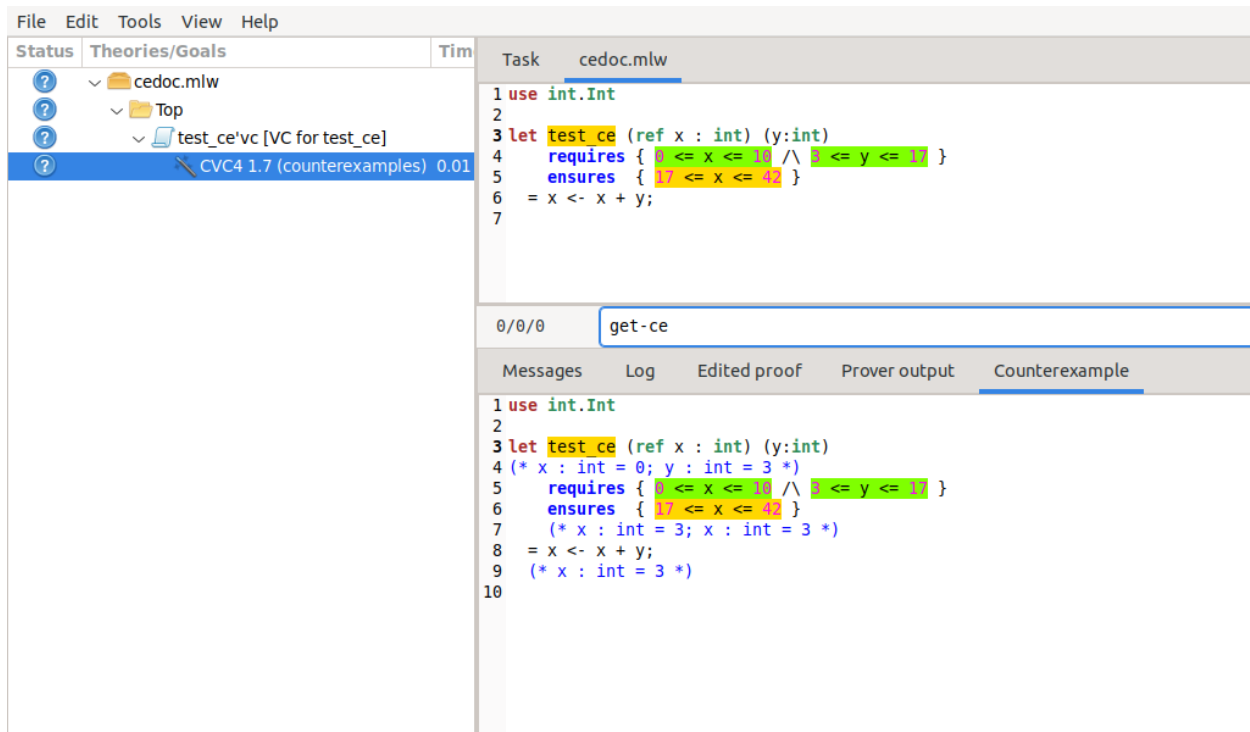 File Edit Tools View Help
Status Theories/Goals Tim
cedoc.mlw
Top
test_ce'vc [VC for test_ce]
CVC4 1.7 (counterexamples) 0.01
Task cedoc.mlw
1 use int.Int
2
3 let test_ce (ref x : int) (y:int)
4 requires { 0 <= x <= 10 /\ 3 <= y <= 17 }
5 ensures { 17 <= x <= 42 }
6 = x <- x + y;
7
0/0/0 get-ce
Messages Log Edited proof Prover output Counterexample
1 use int.Int
2
3 let test_ce (ref x : int) (y:int)
4 (* x : int = 0; y : int = 3 *)
5 requires { 0 <= x <= 10 /\ 3 <= y <= 17 }
6 ensures { 17 <= x <= 42 }
7 (* x : int = 3; x : int = 3 *)
8 = x <- x + y;
9 (* x : int = 3 *)
10